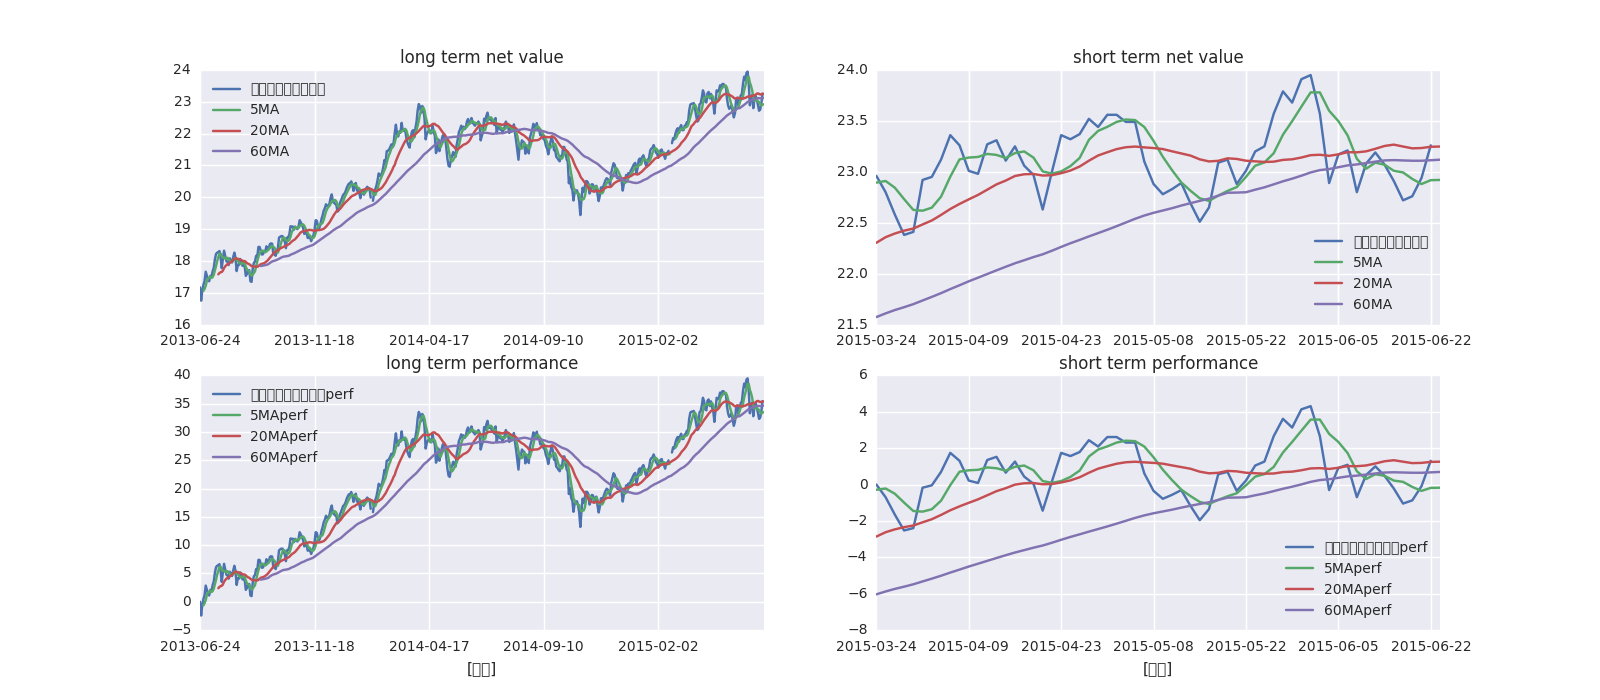 long term net value
24
23
22
21
20
19
18
17
16
5MA
20MA
60MA
2013-06-24 2013-11-18 2014-04-17 2014-09-10 2015-02-02
short term net value
24.0
23.5
23.0
22.5
22.0
21.5
5MA
20MA
60MA
2015-03-24 2015-04-09 2015-04-23 2015-05-08 2015-05-22 2015-06-05 2015-06-22
long term performance
40
35
30
25
20
15
10
5
0
−5
perf
5MAperf
20MAperf
60MAperf
2013-06-24 2013-11-18 2014-04-17 2014-09-10 2015-02-02
short term performance
6
4
2
0
−2
−4
−6
−8
perf
5MAperf
20MAperf
60MAperf
2015-03-24 2015-04-09 2015-04-23 2015-05-08 2015-05-22 2015-06-05 2015-06-22